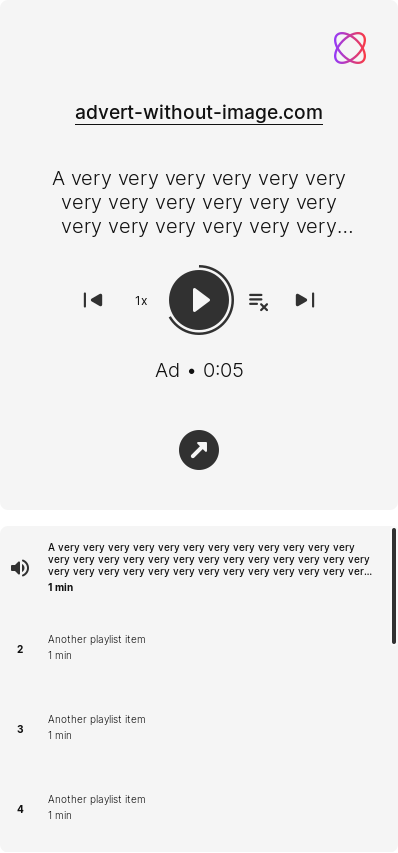 advert-without-image.com
A very very very very very very
very very very very very very
very very very very very very...
1x
Ad • 0:05
A very very very very very very very very very very very very
very very very very very very very very very very very very very
very very very very very very very very very very very very ver...
1 min
2
Another playlist item
1 min
3
Another playlist item
1 min
4
Another playlist item
1 min